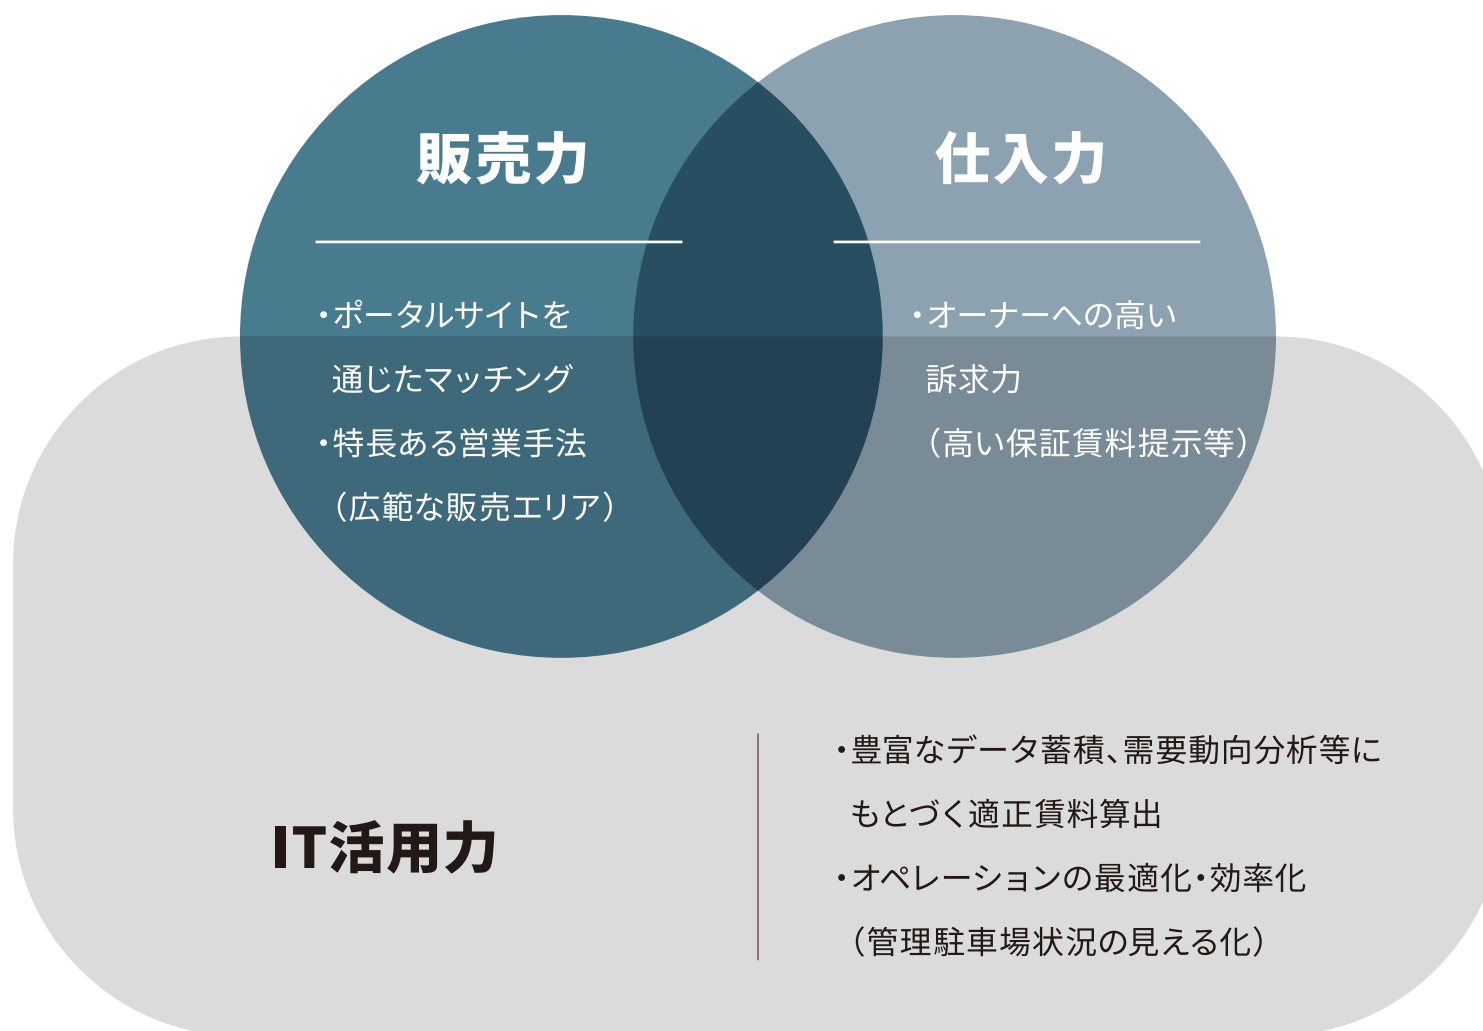 販売力
・ポータルサイトを
通じたマッチング
・特長ある営業手法
（広範な販売エリア）
仕入力
・オーナーへの高い
訴求力
（高い保証賃料提示等）
IT活用力
・豊富なデータ蓄積、需要動向分析等に
もとづく適正賃料算出
・オペレーションの最適化・効率化
（管理駐車場状況の見える化）